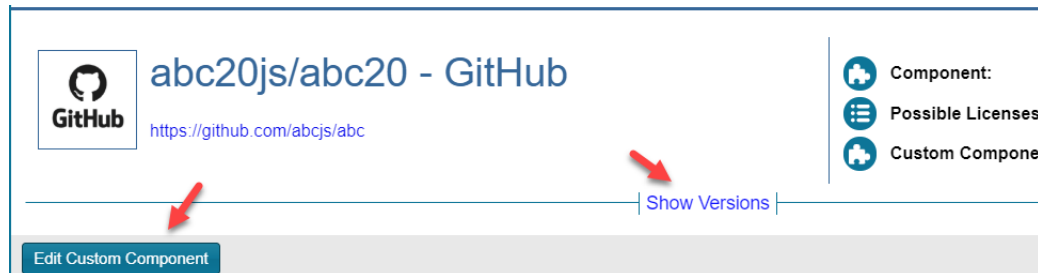 abc20js/abc20 - GitHub
GitHub
https://github.com/abcjs/abc
Component:
Possible Licenses
Custom Compone
Show Versions
Edit Custom Component